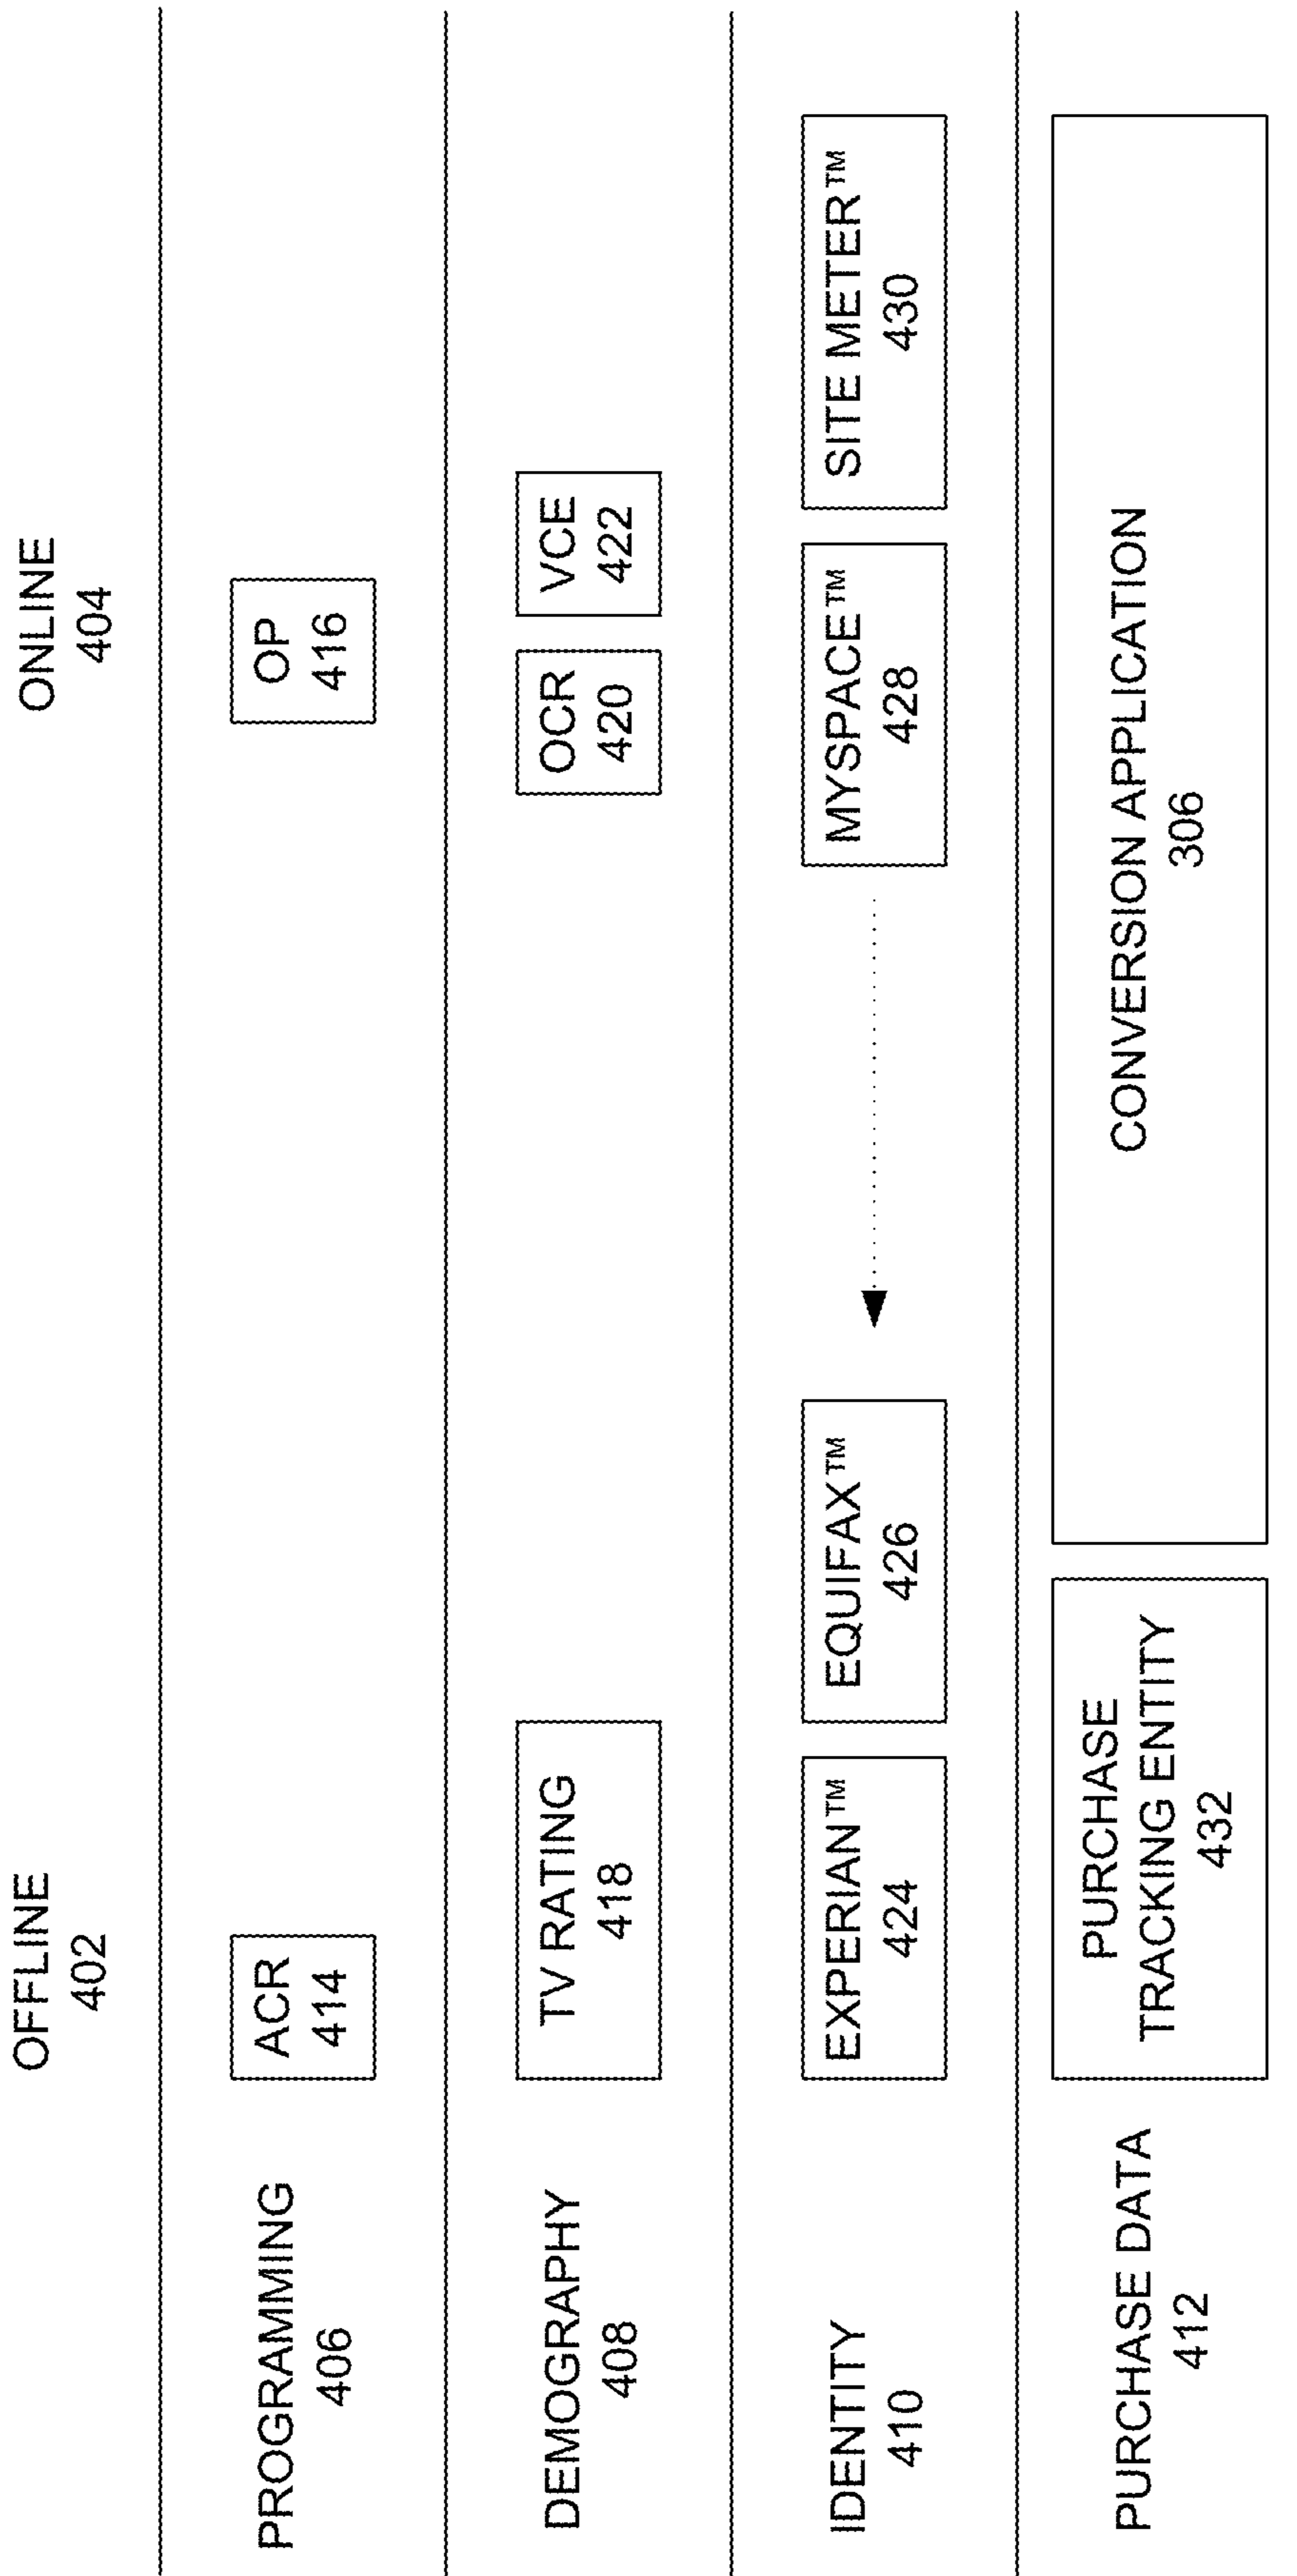 OFFLINE
402
ONLINE
404
PROGRAMMING
406
ACR
414
OP
416
DEMOGRAPHY
408
TV RATING
418
OCR
420
VCE
422
IDENTITY
410
EXPERIAN™
424
EQUIFAX™
426
MYSPACE™
428
SITE METER™
430
PURCHASE DATA
412
PURCHASE
TRACKING ENTITY
432
CONVERSION APPLICATION
306